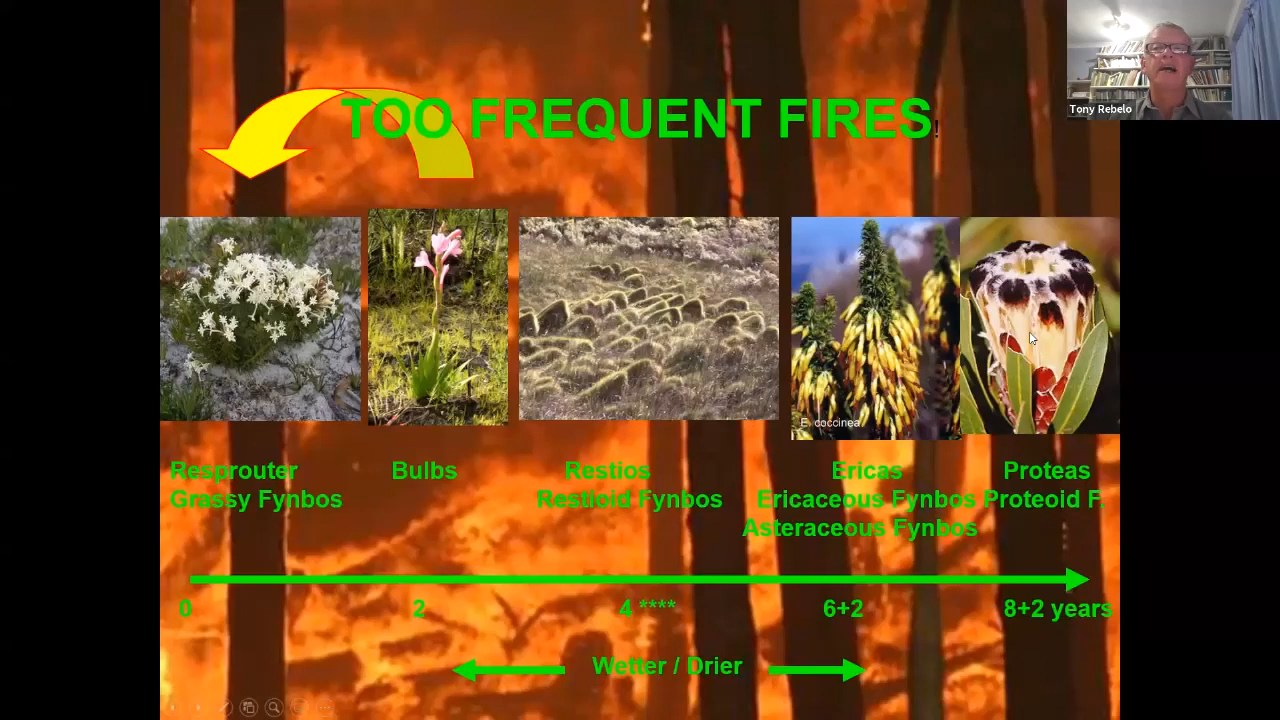 Tony Rebelo
TOO FREQUENT FIRES!
E. coccinea
Resprouter
Grassy Fynbos
Bulbs
Restios
Restioid Fynbos
Ericas
Ericaceous Fynbos
Asteraceous Fynbos
Proteas
Proteoid F.
0
2
4 ****
6+2
8+2 years
Wetter / Drier